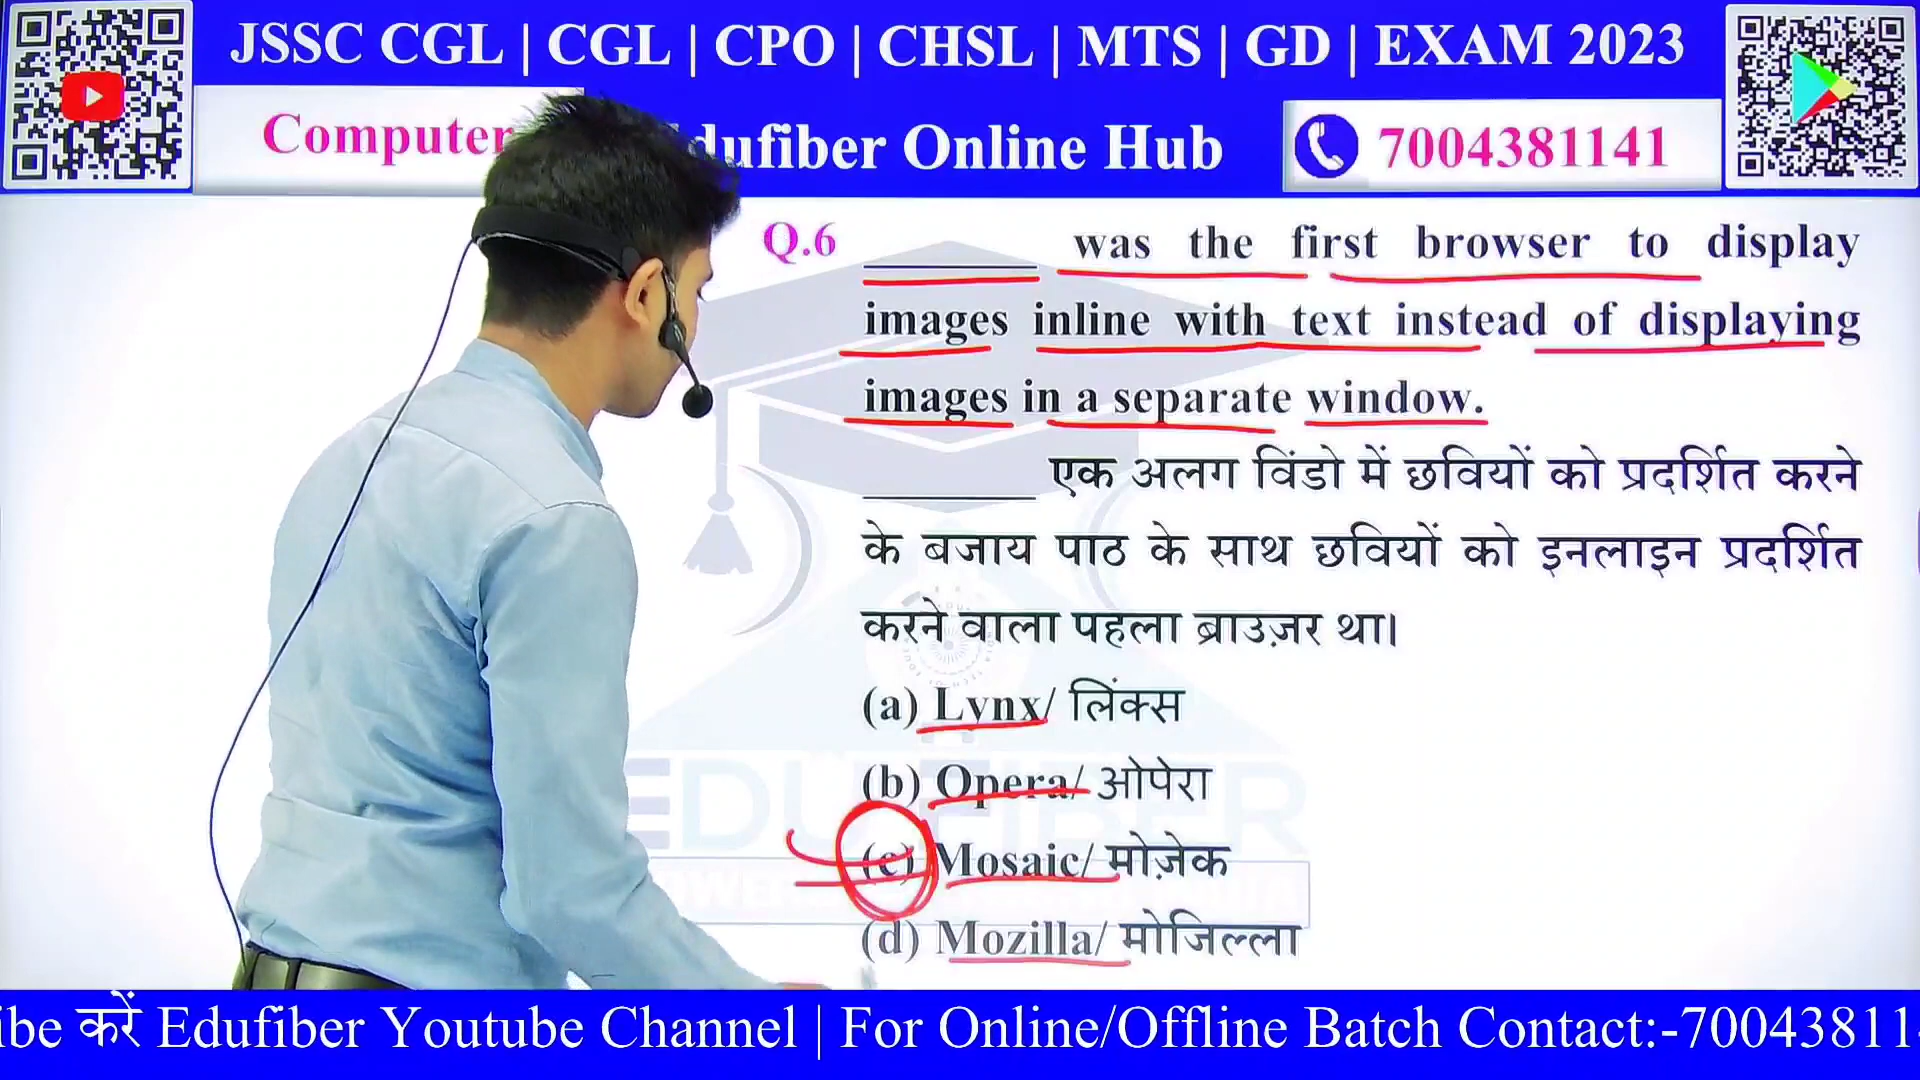 JSSC CGL | CGL | CPO | CHSL | MTS | GD | EXAM 2023
Computer
dufiber Online Hub
7004381141
Q.6 ________ was the first browser to display
images inline with text instead of displaying
images in a separate window.
________ एक अलग विंडो में छवियों को प्रदर्शित करने
के बजाय पाठ के साथ छवियों को इनलाइन प्रदर्शित
करने वाला पहला ब्राउज़र था।
(a) Lynx/ लिंक्स
(b) Opera/ ओपेरा
(c) Mosaic/ मोज़ेक
(d) Mozilla/ मोजिल्ला
EDUFIBER
ibe करें Edufiber Youtube Channel | For Online/Offline Batch Contact:-70043811